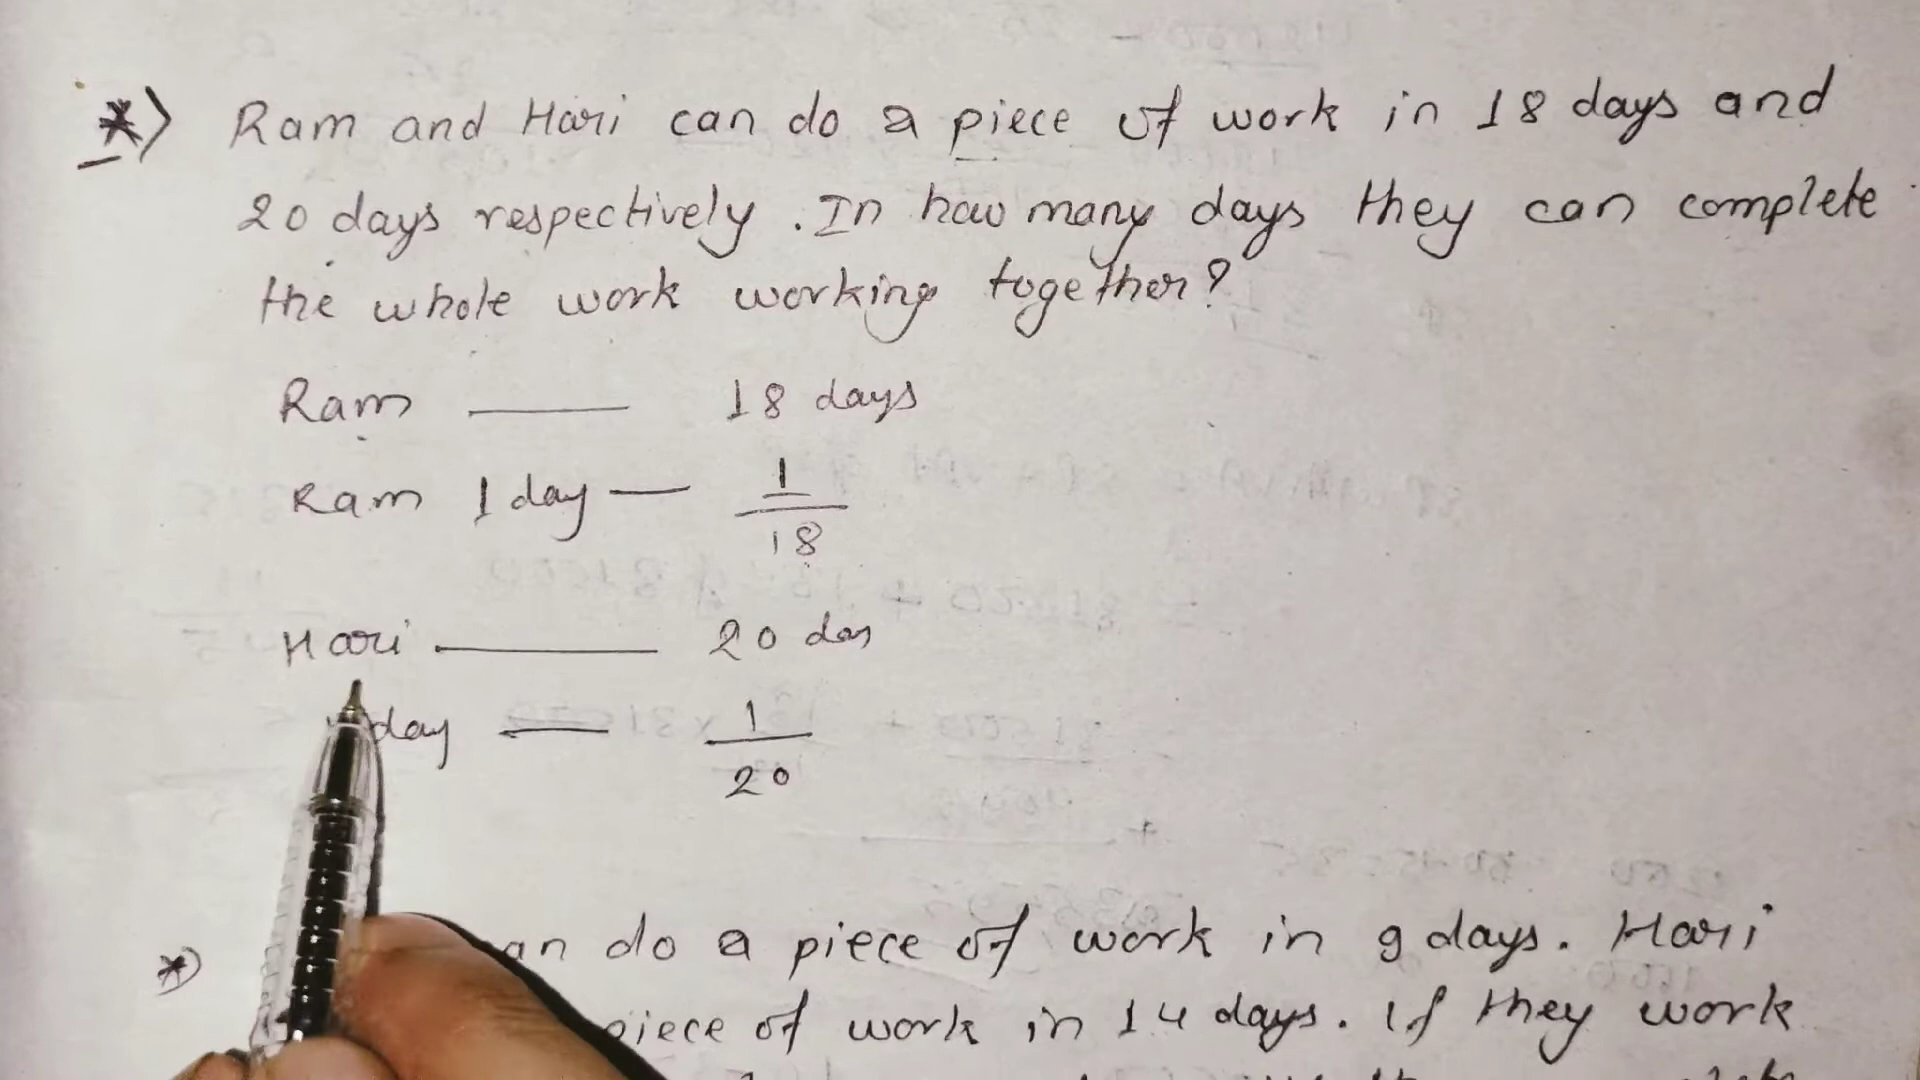 *) Ram and Hari can do a piece of work in 18 days and
20 days respectively. In how many days they can complete
the whole work working together?
Ram — 18 days
Ram 1 day — 1/18
Hari — 20 days
day — 1/20
*) an do a piece of work in 9 days. Hari
piece of work in 14 days. If they work